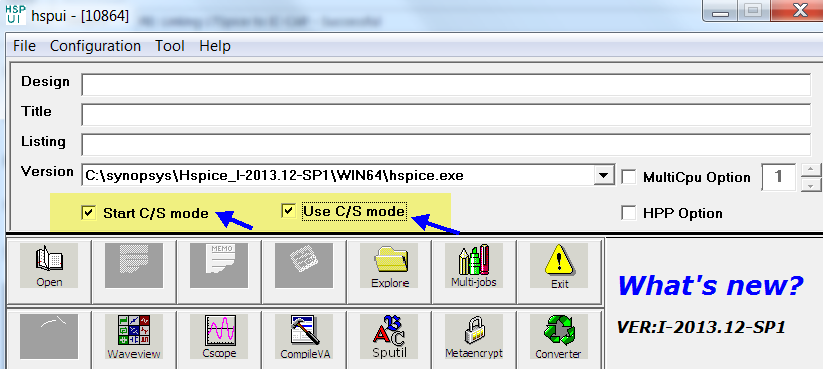 HSP UI hspui - [10864]
File Configuration Tool Help
Design
Title
Listing
Version C:\synopsys\Hspice_I-2013.12-SP1\WIN64\hspice.exe MultiCpu Option 1
Start C/S mode Use C/S mode HPP Option
MEMO
Open Explore Multi-jobs Exit
What's new?
VER:I-2013.12-SP1
Waveview Cscope CompileVA Sputil Metaencrypt Converter